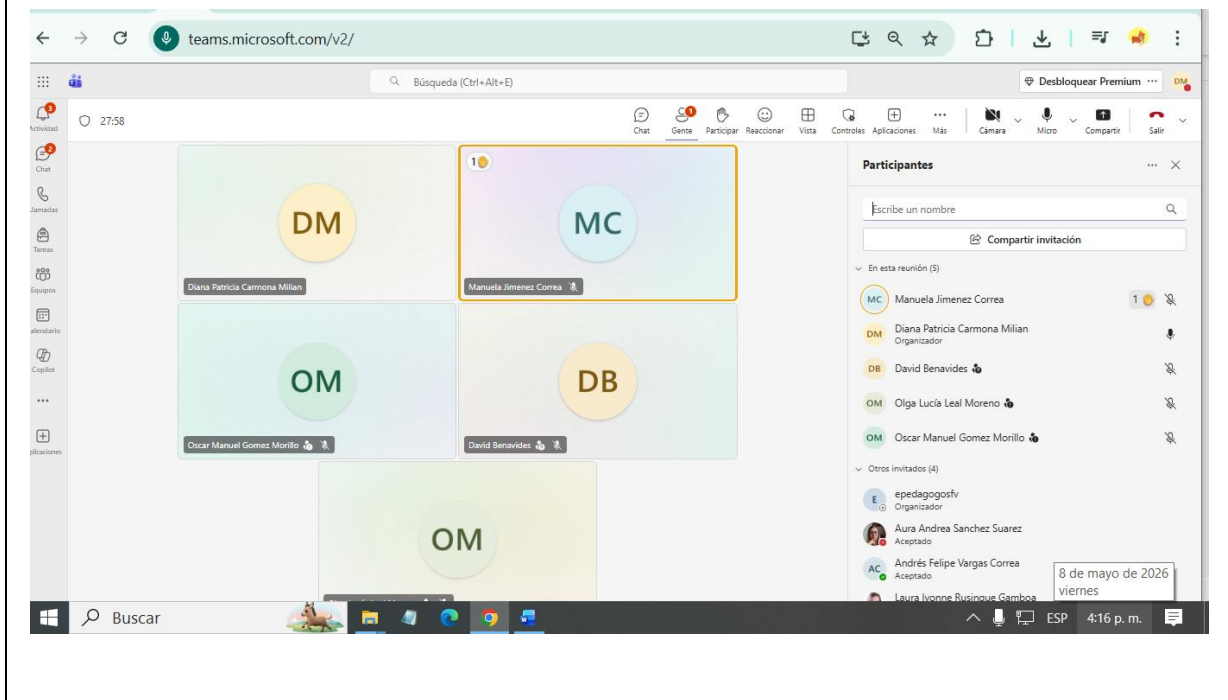 teams.microsoft.com/v2/
Búsqueda (Ctrl+Alt+E)
Desbloquear Premium ···
DM
3
Actividad
27:58
Chat
1
Gente
Participar
Reaccionar
Vista
Controles
Aplicaciones
Más
Cámara
Micro
Compartir
Salir
2
Chat
Llamadas
Tareas
Equipos
alendario
Copilot
plicaciones
DM
Diana Patricia Carmona Milian
1
MC
Manuela Jimenez Correa
OM
Oscar Manuel Gomez Morillo
DB
David Benavides
OM
Participantes
Escribe un nombre
Compartir invitación
En esta reunión (5)
MC Manuela Jimenez Correa 1
DM Diana Patricia Carmona Milian
Organizador
DB David Benavides
OM Olga Lucía Leal Moreno
OM Oscar Manuel Gomez Morillo
Otros invitados (4)
E epedagogosfv
Organizador
Aura Andrea Sanchez Suarez
Aceptado
AC Andrés Felipe Vargas Correa
Aceptado
Laura Ivonne Rusinque Gamboa
8 de mayo de 2026
viernes
Buscar
ESP
4:16 p. m.